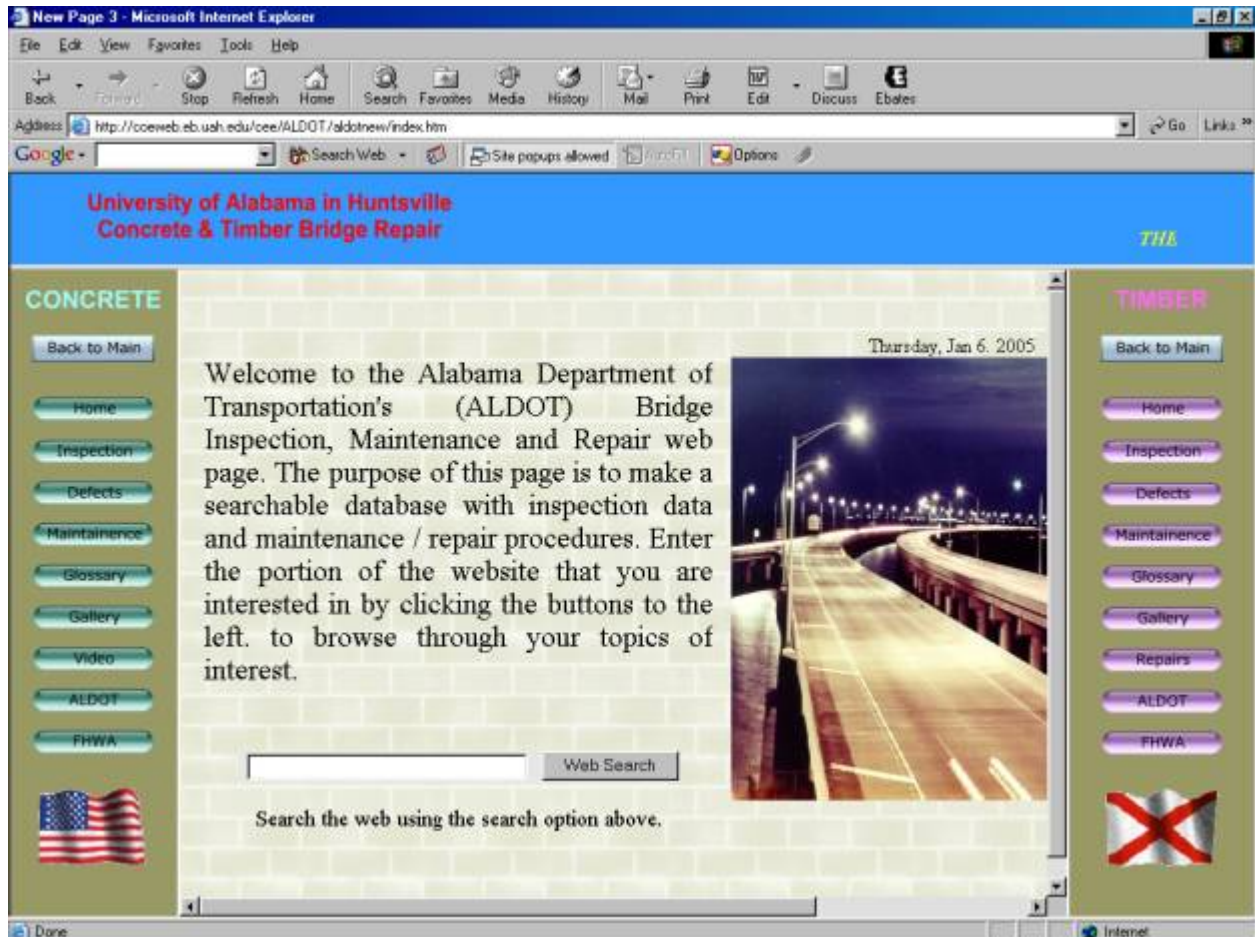 New Page 3 - Microsoft Internet Explorer
File Edit View Favorites Tools Help
Back Forward Stop Refresh Home Search Favorites Media History Mail Print Edit Discuss Ebates
Address http://coeweb.eb.uah.edu/cee/ALDOT/aldotnew/index.htm Go Links »
Google - Search Web Site popups allowed AutoFill Options
University of Alabama in Huntsville
Concrete & Timber Bridge Repair
THE
CONCRETE
Back to Main
Home
Inspection
Defects
Maintainence
Glossary
Gallery
Video
ALDOT
FHWA
Thursday, Jan 6. 2005
Welcome to the Alabama Department of
Transportation's (ALDOT) Bridge
Inspection, Maintenance and Repair web
page. The purpose of this page is to make a
searchable database with inspection data
and maintenance / repair procedures. Enter
the portion of the website that you are
interested in by clicking the buttons to the
left. to browse through your topics of
interest.
Web Search
Search the web using the search option above.
TIMBER
Back to Main
Home
Inspection
Defects
Maintainence
Glossary
Gallery
Repairs
ALDOT
FHWA
Done Internet